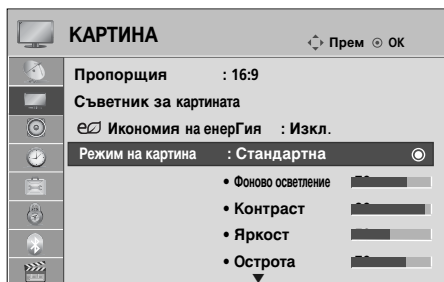 КАРТИНА
Прем ОК
Пропорщия : 16:9
Съветник за картината
Икономия на енерГия : Изкл.
Режим на картина : Стандартна
• Фоново осветление
• Контраст
• Яркост
• Острота